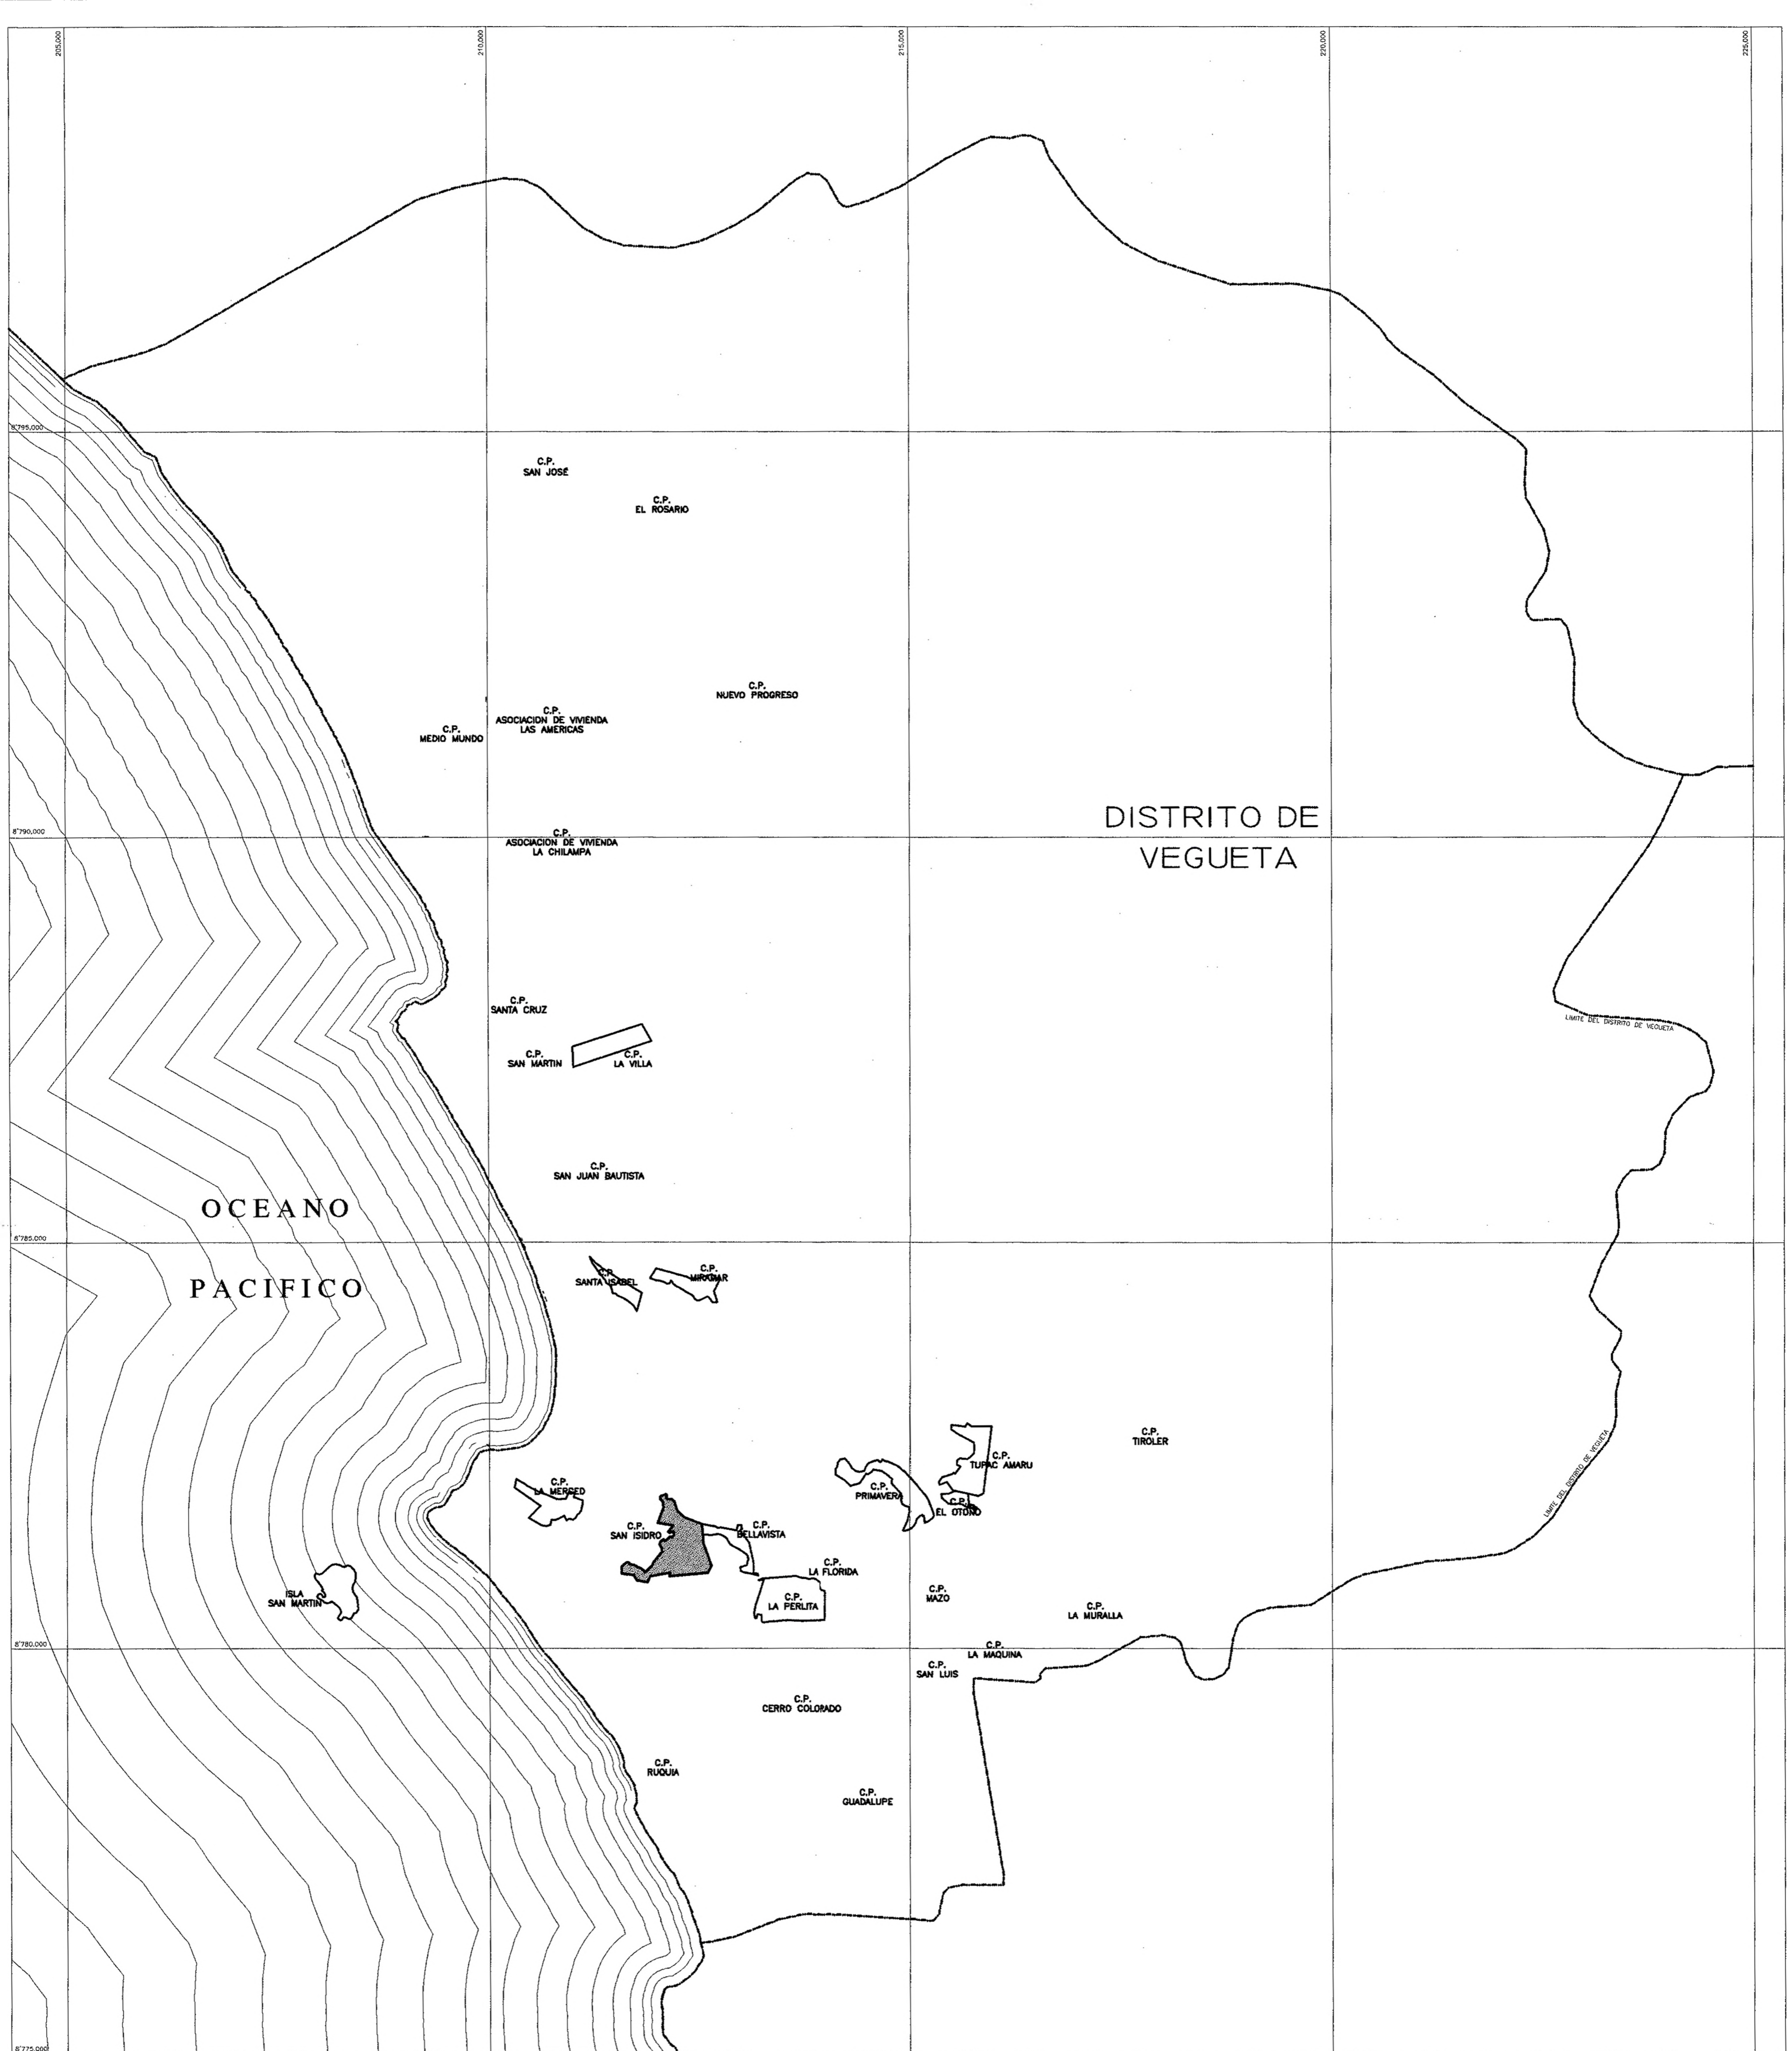 205,000
210,000
215,000
220,000
225,000
8'795,000
C.P.
SAN JOSÉ
C.P.
EL ROSARIO
C.P.
NUEVO PROGRESO
C.P.
ASOCIACION DE VIVIENDA
LAS AMERICAS
C.P.
MEDIO MUNDO
DISTRITO DE
VEGUETA
8'790,000
C.P.
ASOCIACION DE VIVIENDA
LA CHILAMPA
C.P.
SANTA CRUZ
LIMITE DEL DISTRITO DE VEGUETA
C.P.
SAN MARTIN
C.P.
LA VILLA
C.P.
SAN JUAN BAUTISTA
OCEANO
PACIFICO
8'785,000
C.P.
SANTA ISABEL
C.P.
MIRAMAR
C.P.
TIROLER
LIMITE DEL DISTRITO DE VEGUETA
C.P.
TUPAC AMARU
C.P.
LA MERCED
C.P.
PRIMAVERA
C.P.
EL OTOÑO
C.P.
SAN ISIDRO
C.P.
BELLAVISTA
C.P.
LA FLORIDA
ISLA
SAN MARTIN
C.P.
LA PERLITA
C.P.
MAZO
C.P.
LA MURALLA
8'780,000
C.P.
LA MAQUINA
C.P.
SAN LUIS
C.P.
CERRO COLORADO
C.P.
RUQUIA
C.P.
GUADALUPE
8'775,000